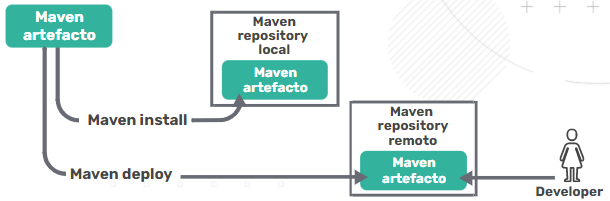 Maven
artefacto
Maven
repository
local
Maven
artefacto
Maven install
Maven
repository
remoto
Maven
artefacto
Maven deploy
Developer